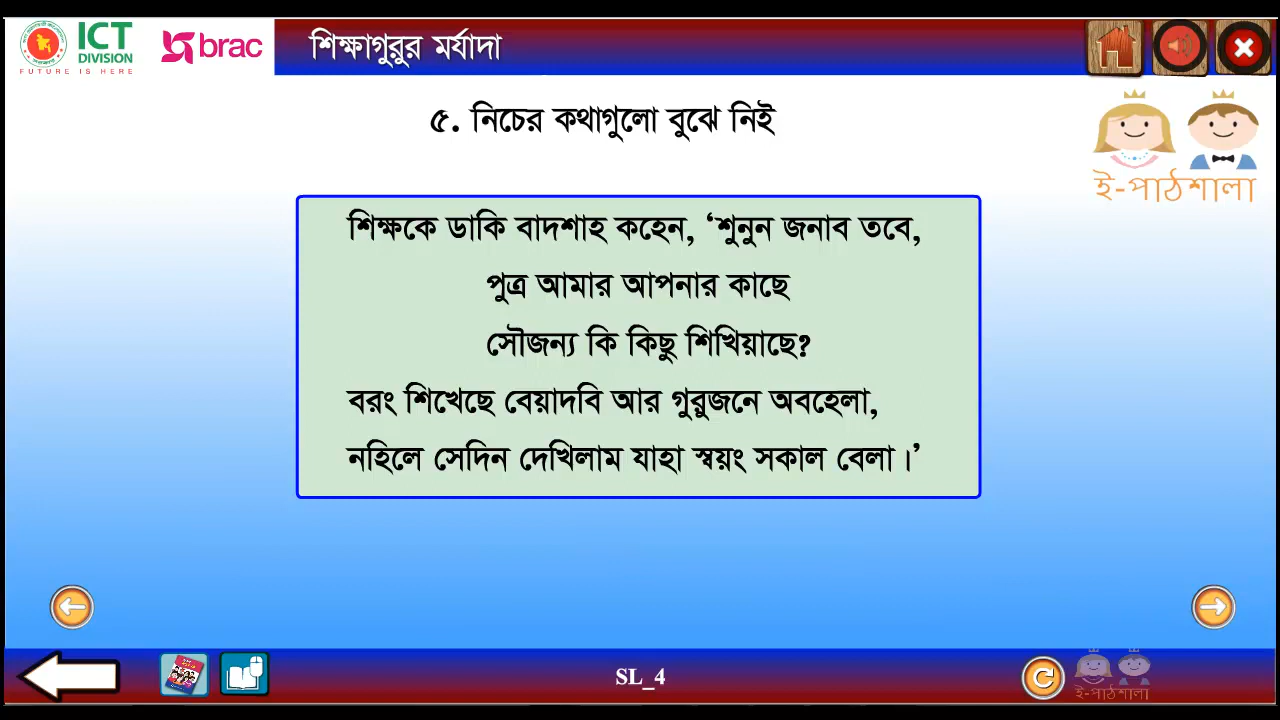 ICT
DIVISION
FUTURE IS HERE
brac
শিক্ষাগুরুর মর্যাদা
৫. নিচের কথাগুলো বুঝে নিই
ই-পাঠশালা
শিক্ষকে ডাকি বাদশাহ কহেন, ‘শুনুন জনাব তবে,
পুত্র আমার আপনার কাছে
সৌজন্য কি কিছু শিখিয়াছে?
বরং শিখেছে বেয়াদবি আর গুরুজনে অবহেলা,
নহিলে সেদিন দেখিলাম যাহা স্বয়ং সকাল বেলা।’
SL_4
ই-পাঠশালা